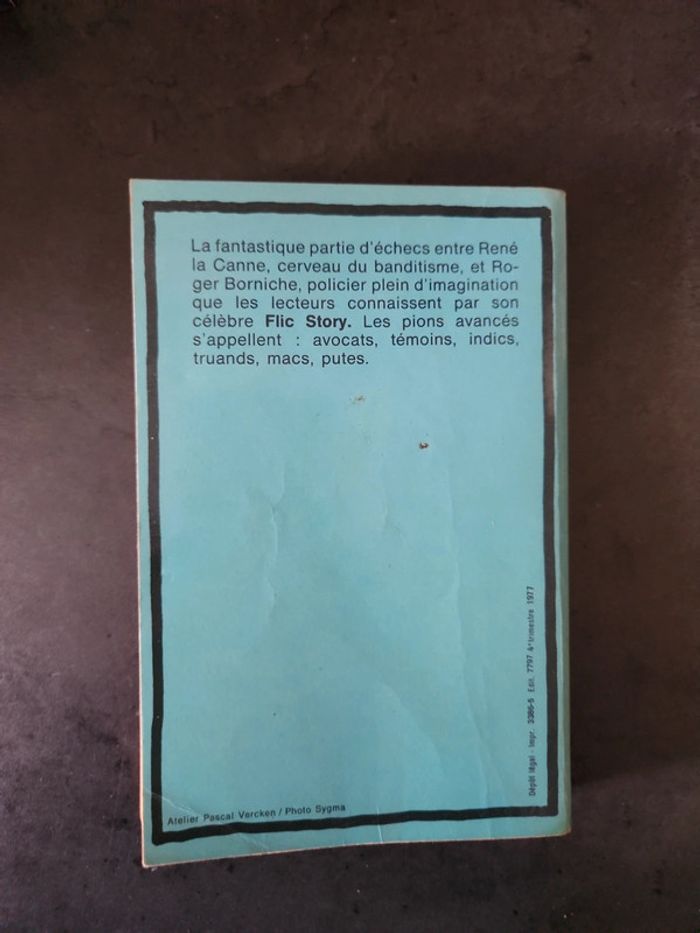 La fantastique partie d'échecs entre René
la Canne, cerveau du banditisme, et Ro-
ger Borniche, policier plein d'imagination
que les lecteurs connaissent par son
célèbre Flic Story. Les pions avancés
s'appellent : avocats, témoins, indics,
truands, macs, putes.
Dépôt légal - Impr. 3386-5 Edit. 7797 4e trimestre 1977
Atelier Pascal Vercken / Photo Sygma